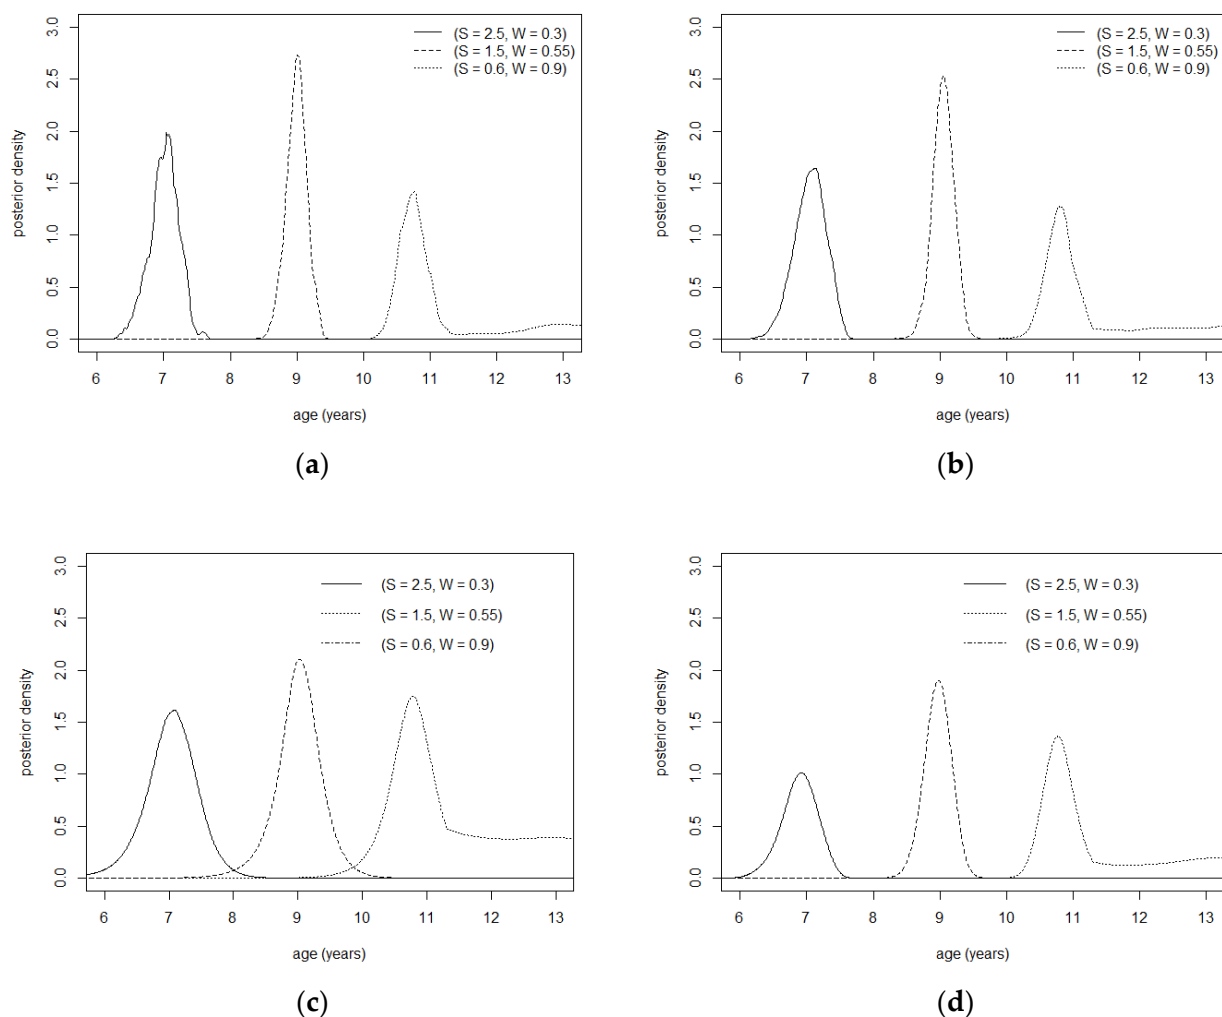 3.0
2.5
2.0
1.5
1.0
0.5
0.0
posterior density
(S = 2.5, W = 0.3)
(S = 1.5, W = 0.55)
(S = 0.6, W = 0.9)
6 7 8 9 10 11 12 13
age (years)
(a)
3.0
2.5
2.0
1.5
1.0
0.5
0.0
posterior density
(S = 2.5, W = 0.3)
(S = 1.5, W = 0.55)
(S = 0.6, W = 0.9)
6 7 8 9 10 11 12 13
age (years)
(b)
3.0
2.5
2.0
1.5
1.0
0.5
0.0
posterior density
(S = 2.5, W = 0.3)
(S = 1.5, W = 0.55)
(S = 0.6, W = 0.9)
6 7 8 9 10 11 12 13
age (years)
(c)
3.0
2.5
2.0
1.5
1.0
0.5
0.0
posterior density
(S = 2.5, W = 0.3)
(S = 1.5, W = 0.55)
(S = 0.6, W = 0.9)
6 7 8 9 10 11 12 13
age (years)
(d)